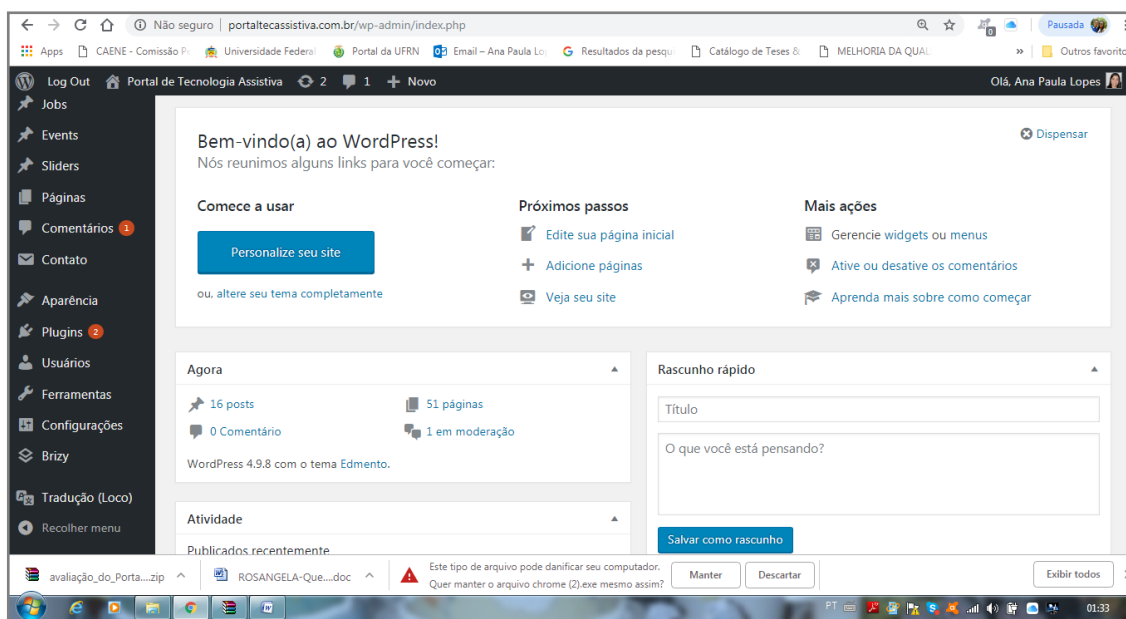 Não seguro | portaltecassistiva.com.br/wp-admin/index.php
0
Pausada
Apps CAENE - Comissão P Universidade Federa Portal da UFRN Email – Ana Paula Lo Resultados da pesqu Catálogo de Teses & MELHORIA DA QUAL » Outros favorito
Log Out Portal de Tecnologia Assistiva 2 1 + Novo Olá, Ana Paula Lopes
Jobs
Events
Sliders
Páginas
Comentários 1
Contato
Aparência
Plugins 2
Usuários
Ferramentas
Configurações
Brizy
Tradução (Loco)
Recolher menu
Bem-vindo(a) ao WordPress!
Dispensar
Nós reunimos alguns links para você começar:
Comece a usar
Personalize seu site
ou, altere seu tema completamente
Próximos passos
Edite sua página inicial
Adicione páginas
Veja seu site
Mais ações
Gerencie widgets ou menus
Ative ou desative os comentários
Aprenda mais sobre como começar
Agora
16 posts 51 páginas
0 Comentário 1 em moderação
WordPress 4.9.8 com o tema Edmento.
Atividade
Publicados recentemente
Rascunho rápido
Título
O que você está pensando?
Salvar como rascunho
avaliação_do_Porta....zip
ROSANGELA-Que....doc
Este tipo de arquivo pode danificar seu computador.
Quer manter o arquivo chrome (2).exe mesmo assim?
Manter
Descartar
Exibir todos
PT 01:33